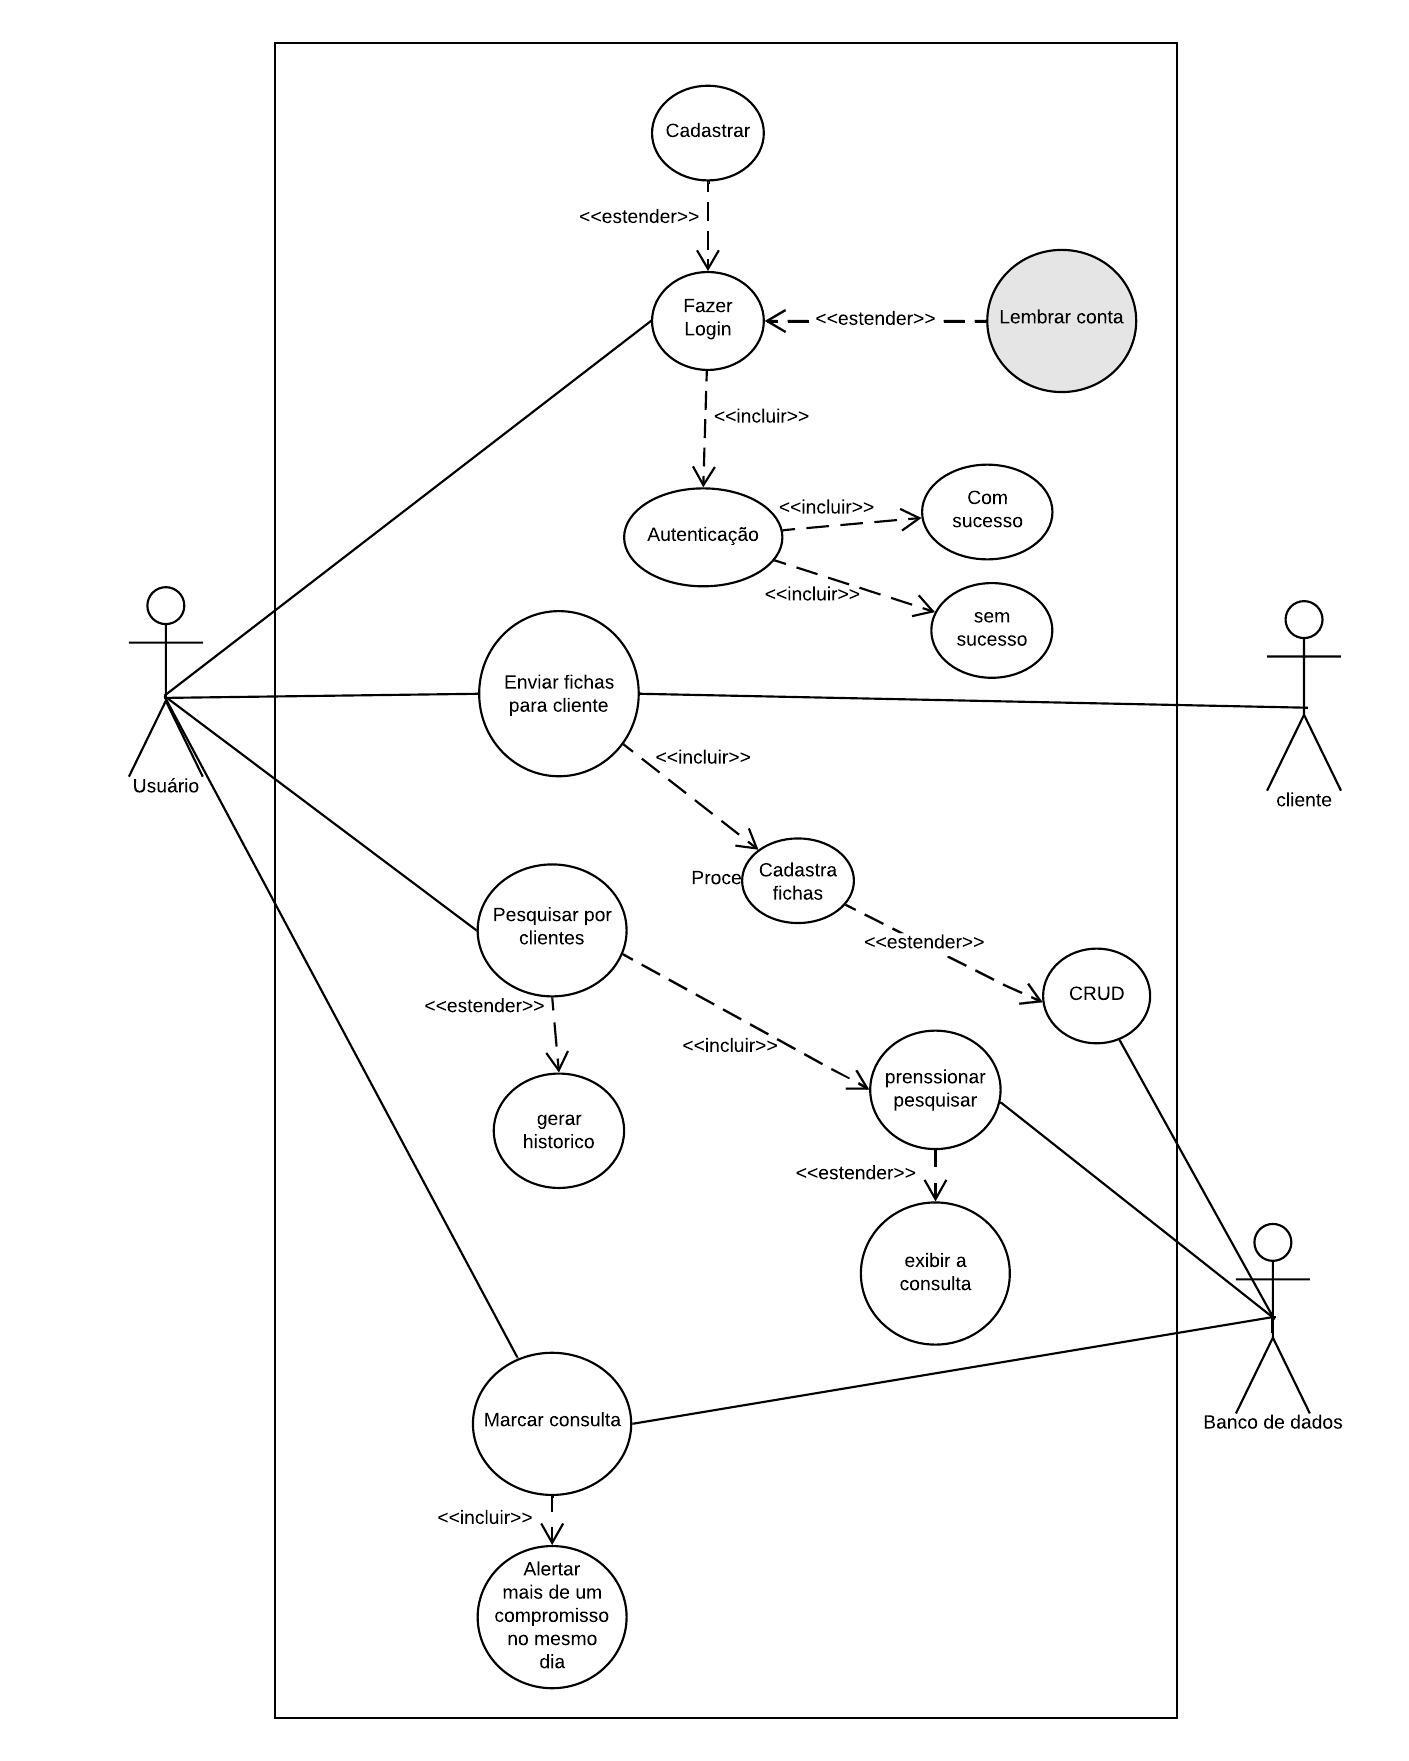 Cadastrar
<<estender>>
Fazer
Login
<<estender>>
Lembrar conta
<<incluir>>
Autenticação
<<incluir>>
Com
sucesso
<<incluir>>
sem
sucesso
Usuário
Enviar fichas
para cliente
cliente
<<incluir>>
Proce
Cadastra
fichas
<<estender>>
CRUD
Pesquisar por
clientes
<<estender>>
<<incluir>>
gerar
historico
prenssionar
pesquisar
<<estender>>
exibir a
consulta
Banco de dados
Marcar consulta
<<incluir>>
Alertar
mais de um
compromisso
no mesmo
dia